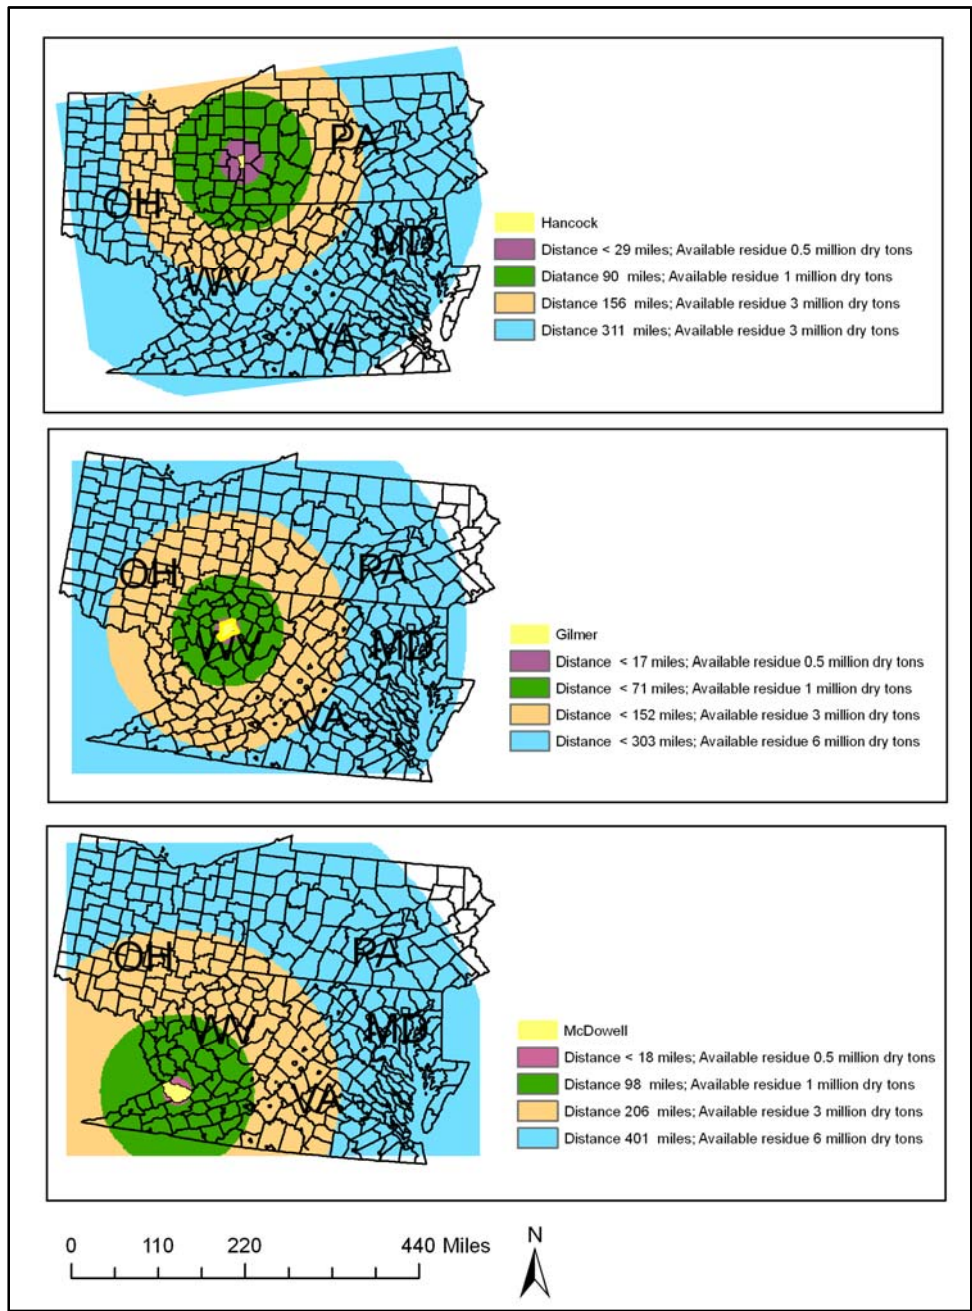 PA
OH
MD
WV
VA
Hancock
Distance < 29 miles; Available residue 0.5 million dry tons
Diatance 90 miles; Available residue 1 million dry tons
Distance 156 miles; Available residue 3 million dry tons
Distance 311 miles; Available residue 3 million dry tons
PA
OH
WV
MD
VA
Gilmer
Distance < 17 miles; Available residue 0.5 million dry tons
Distance < 71 miles; Available residue 1 million dry tons
Distance < 152 miles; Available residue 3 million dry tons
Distance < 303 miles; Available residue 6 million dry tons
OH
PA
WV
MD
VA
McDowell
Distance < 18 miles; Available residue 0.5 million dry tons
Distance 98 miles; Available residue 1 million dry tons
Distance 206 miles; Available residue 3 million dry tons
Distance 401 miles; Available residue 6 million dry tons
0 110 220 440 Miles
N